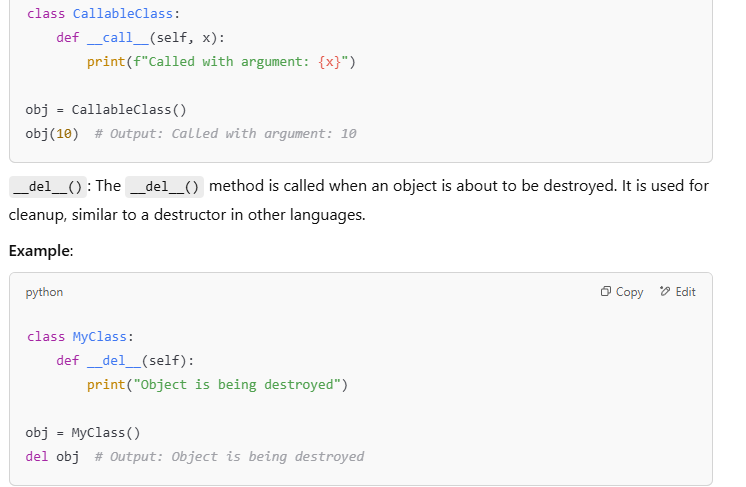 class CallableClass:
    def __call__(self, x):
        print(f"Called with argument: {x}")

obj = CallableClass()
obj(10)  # Output: Called with argument: 10
__del__(): The __del__() method is called when an object is about to be destroyed. It is used for
cleanup, similar to a destructor in other languages.
Example:
python Copy Edit
class MyClass:
    def __del__(self):
        print("Object is being destroyed")

obj = MyClass()
del obj  # Output: Object is being destroyed